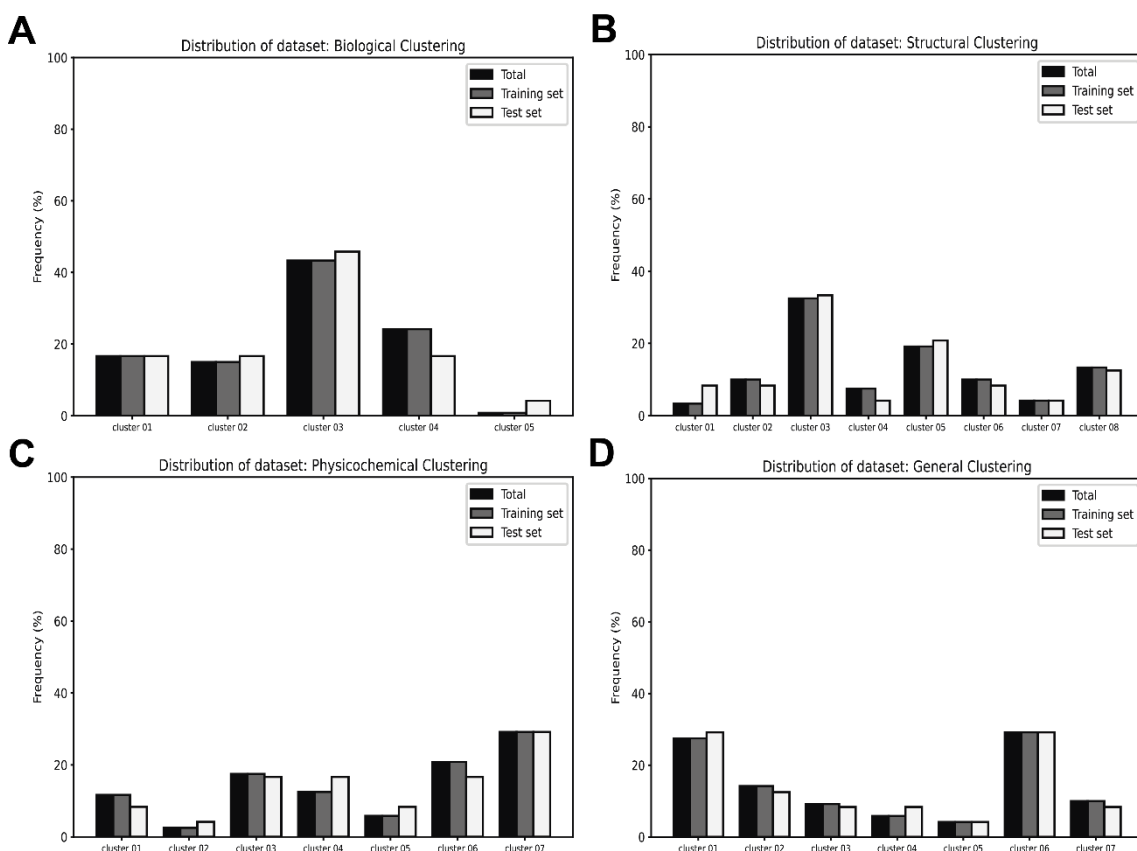 A
Distribution of dataset: Biological Clustering
100
80
60
40
20
0
Frequency (%)
Total
Training set
Test set
cluster 01 cluster 02 cluster 03 cluster 04 cluster 05
B
Distribution of dataset: Structural Clustering
100
80
60
40
20
0
Frequency (%)
Total
Training set
Test set
cluster 01 cluster 02 cluster 03 cluster 04 cluster 05 cluster 06 cluster 07 cluster 08
C
Distribution of dataset: Physicochemical Clustering
100
80
60
40
20
0
Frequency (%)
Total
Training set
Test set
cluster 01 cluster 02 cluster 03 cluster 04 cluster 05 cluster 06 cluster 07
D
Distribution of dataset: General Clustering
100
80
60
40
20
0
Frequency (%)
Total
Training set
Test set
cluster 01 cluster 02 cluster 03 cluster 04 cluster 05 cluster 06 cluster 07